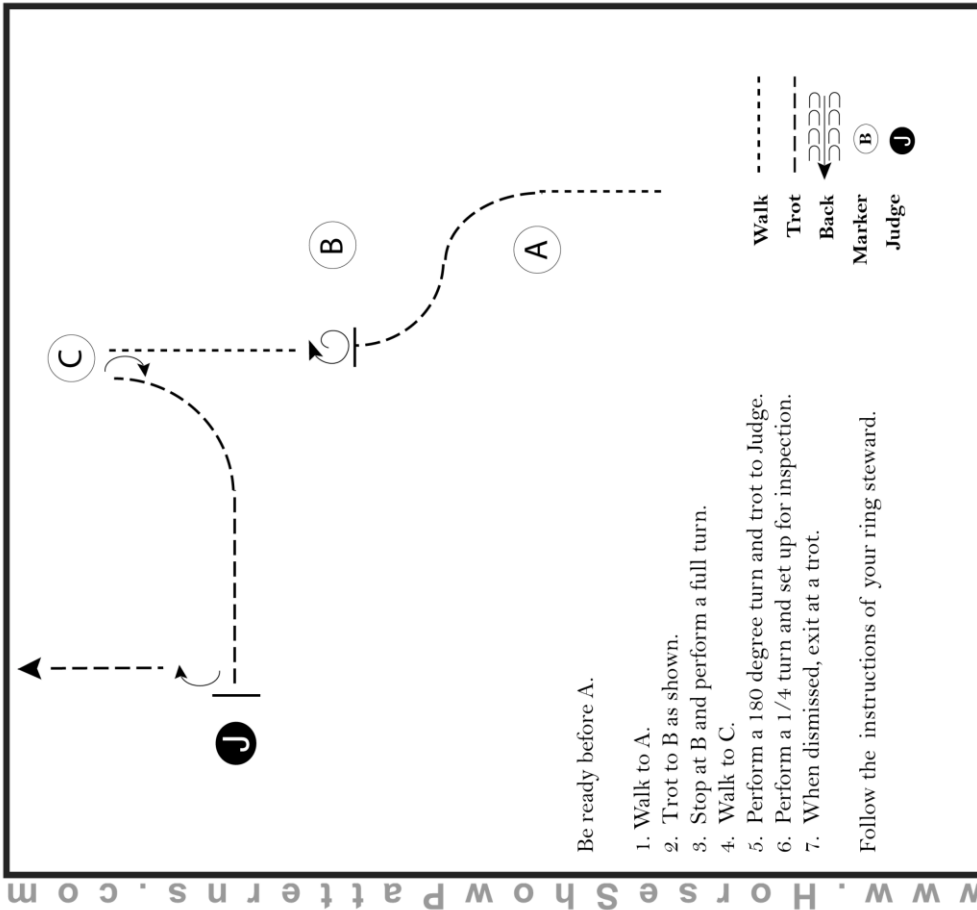 C
B
A
J
Be ready before A.
1. Walk to A.
2. Trot to B as shown.
3. Stop at B and perform a full turn.
4. Walk to C.
5. Perform a 180 degree turn and trot to Judge.
6. Perform a 1/4 turn and set up for inspection.
7. When dismissed, exit at a trot.
Follow the instructions of your ring steward.
Walk
Trot
Back
Marker B
Judge J
www.HorseShowPatterns.com